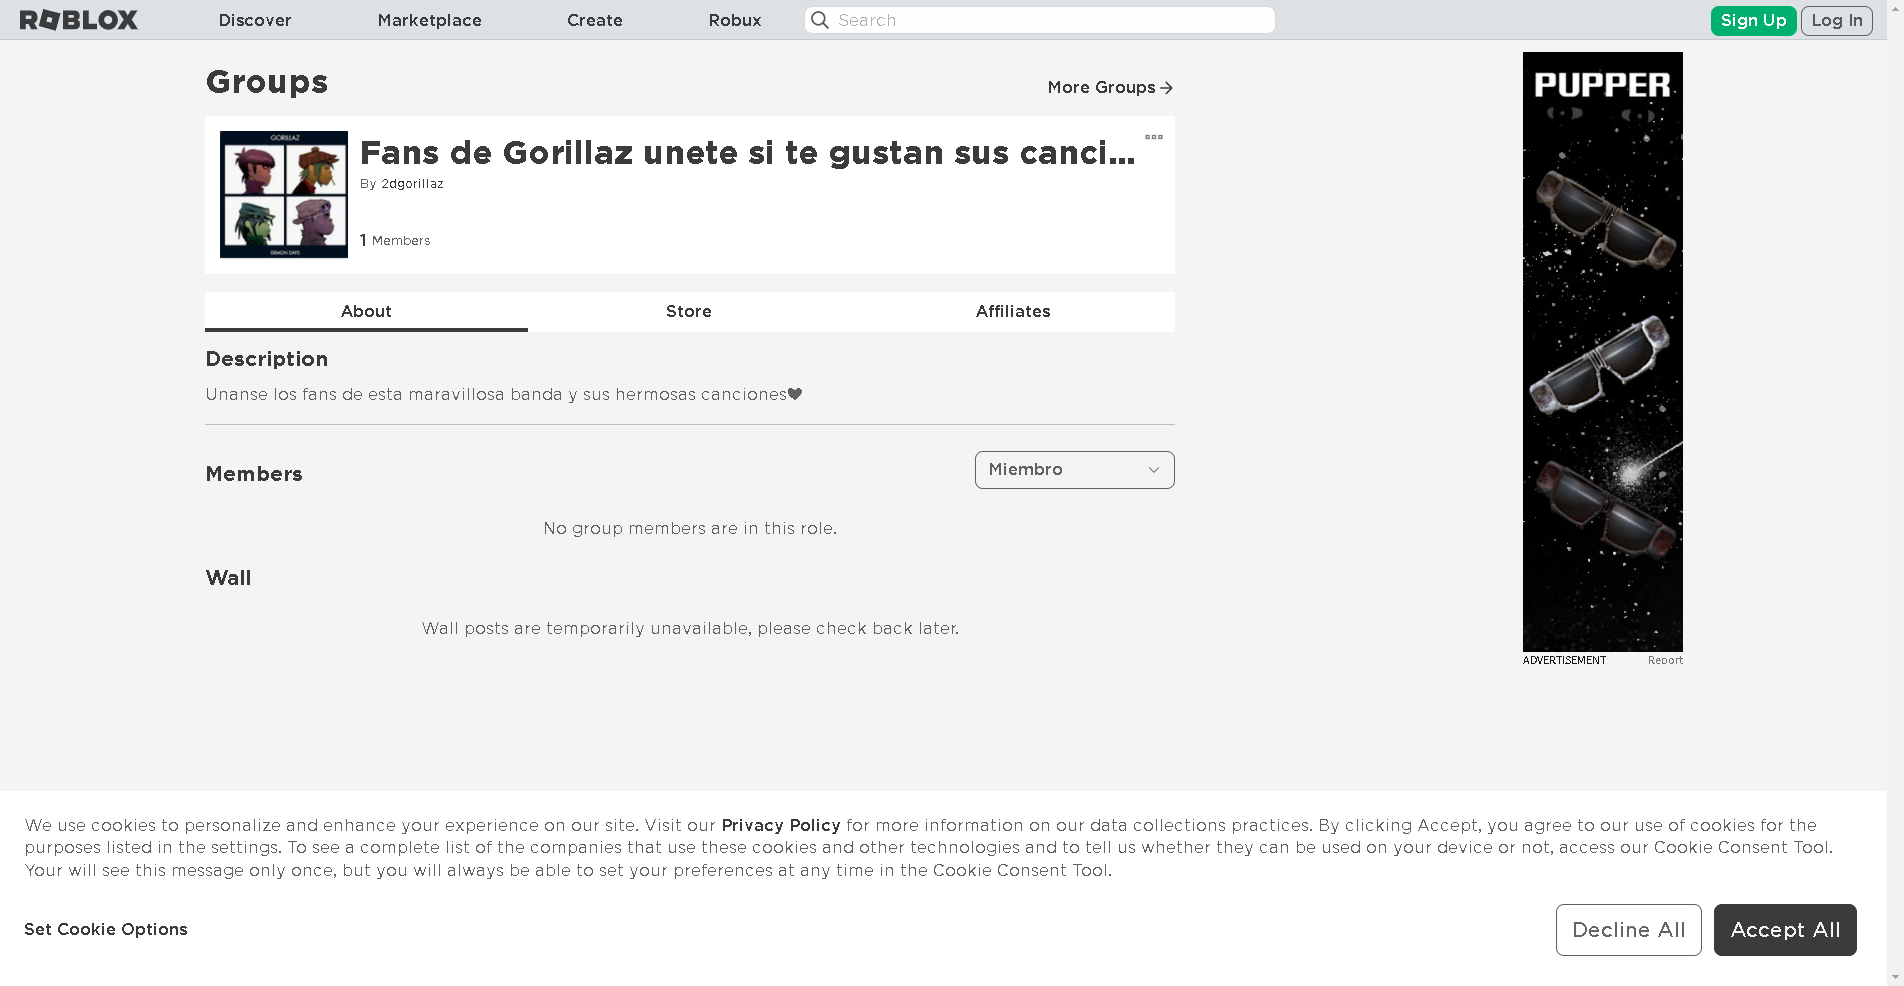 ROBLOX Discover Marketplace Create Robux Search Sign Up Log In
Groups
More Groups
GORILLAZ
DEMON DAYS
Fans de Gorillaz unete si te gustan sus canci...
By 2dgorillaz
1 Members
About Store Affiliates
Description
Unanse los fans de esta maravillosa banda y sus hermosas canciones♥
Members
Miembro
No group members are in this role.
Wall
Wall posts are temporarily unavailable, please check back later.
PUPPER
ADVERTISEMENT Report
We use cookies to personalize and enhance your experience on our site. Visit our Privacy Policy for more information on our data collections practices. By clicking Accept, you agree to our use of cookies for the
purposes listed in the settings. To see a complete list of the companies that use these cookies and other technologies and to tell us whether they can be used on your device or not, access our Cookie Consent Tool.
Your will see this message only once, but you will always be able to set your preferences at any time in the Cookie Consent Tool.
Set Cookie Options
Decline All
Accept All